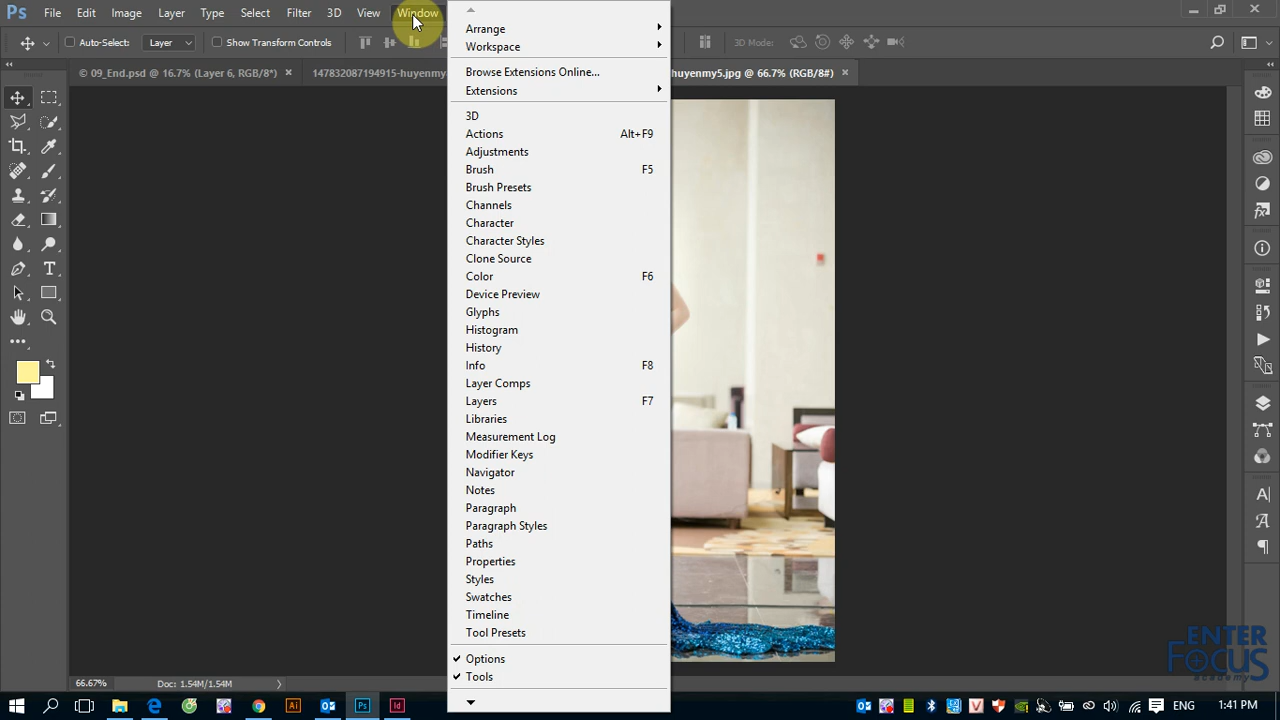 Ps File Edit Image Layer Type Select Filter 3D View Window
Auto-Select: Layer Show Transform Controls 3D Mode:
© 09_End.psd @ 16.7% (Layer 6, RGB/8*) × 147832087194915-huyenmy huyenmy5.jpg @ 66.7% (RGB/8#) ×
Arrange
Workspace
Browse Extensions Online...
Extensions
3D
Actions Alt+F9
Adjustments
Brush F5
Brush Presets
Channels
Character
Character Styles
Clone Source
Color F6
Device Preview
Glyphs
Histogram
History
Info F8
Layer Comps
Layers F7
Libraries
Measurement Log
Modifier Keys
Navigator
Notes
Paragraph
Paragraph Styles
Paths
Properties
Styles
Swatches
Timeline
Tool Presets
Options
Tools
66.67% Doc: 1.54M/1.54M
ENTER
FOCUS
academy
Ai Ps Id ENG 1:41 PM